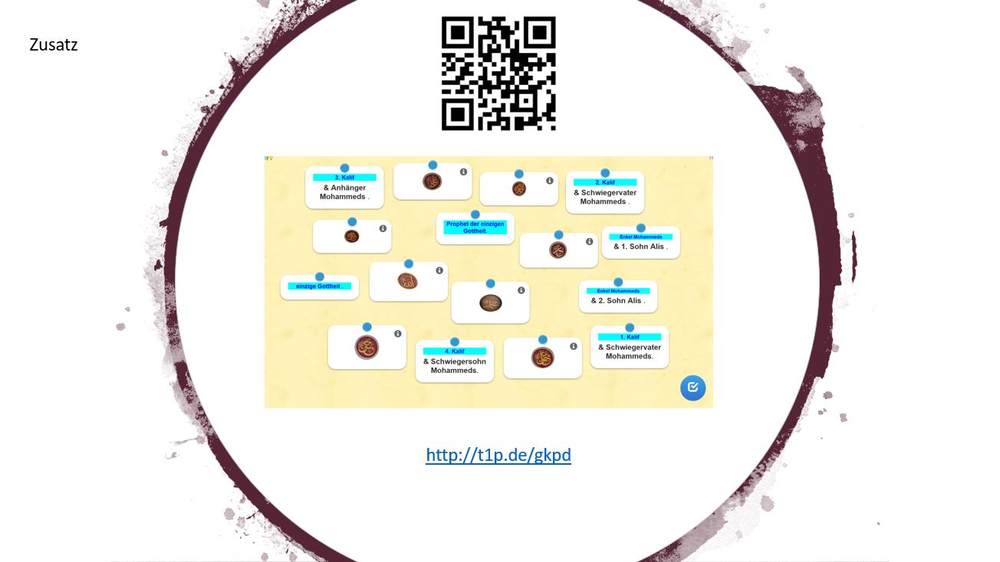 Zusatz
3. Kalif
& Anhänger
Mohammeds .
2. Kalif
& Schwiegervater
Mohammeds .
Prophet der einzigen
Gottheit.
Enkel Mohammeds
& 1. Sohn Alis .
einzige Gottheit .
Enkel Mohammeds
& 2. Sohn Alis .
4. Kalif
& Schwiegersohn
Mohammeds.
1. Kalif
& Schwiegervater
Mohammeds.
http://t1p.de/gkpd